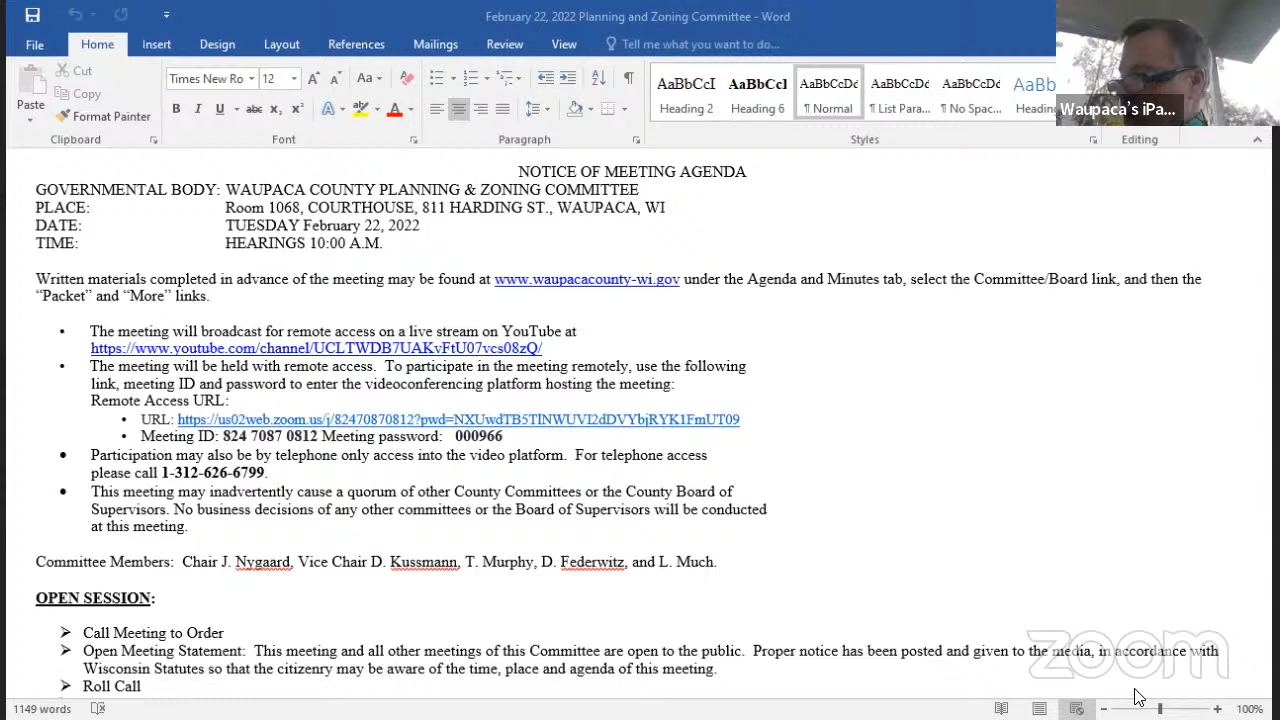 February 22, 2022 Planning and Zoning Committee - Word
File Home Insert Design Layout References Mailings Review View Tell me what you want to do...
Paste
Cut
Copy
Format Painter
Times New Ro 12
Aa
B I U abc x2 x2 A A
AaBbCcI AaBbCcI AaBbCcDc AaBbCcDc AaBbCcDc AaBb
Heading 2 Heading 6 ¶ Normal ¶ List Para... ¶ No Spac... Heading
Waupaca's iPa...
Clipboard Font Paragraph Styles Editing
NOTICE OF MEETING AGENDA
GOVERNMENTAL BODY: WAUPACA COUNTY PLANNING & ZONING COMMITTEE
PLACE: Room 1068, COURTHOUSE, 811 HARDING ST., WAUPACA, WI
DATE: TUESDAY February 22, 2022
TIME: HEARINGS 10:00 A.M.
Written materials completed in advance of the meeting may be found at www.waupacacounty-wi.gov under the Agenda and Minutes tab, select the Committee/Board link, and then the
“Packet” and “More” links.
• The meeting will broadcast for remote access on a live stream on YouTube at
https://www.youtube.com/channel/UCLTWDB7UAKvFtU07vcs08zQ/
• The meeting will be held with remote access. To participate in the meeting remotely, use the following
link, meeting ID and password to enter the videoconferencing platform hosting the meeting:
Remote Access URL:
• URL: https://us02web.zoom.us/j/82470870812?pwd=NXUwdTB5TlNWUVI2dDVYbjRYK1FmUT09
• Meeting ID: 824 7087 0812 Meeting password: 000966
• Participation may also be by telephone only access into the video platform. For telephone access
please call 1-312-626-6799.
• This meeting may inadvertently cause a quorum of other County Committees or the County Board of
Supervisors. No business decisions of any other committees or the Board of Supervisors will be conducted
at this meeting.
Committee Members: Chair J. Nygaard, Vice Chair D. Kussmann, T. Murphy, D. Federwitz, and L. Much.
OPEN SESSION:
➢ Call Meeting to Order
➢ Open Meeting Statement: This meeting and all other meetings of this Committee are open to the public. Proper notice has been posted and given to the media, in accordance with
Wisconsin Statutes so that the citizenry may be aware of the time, place and agenda of this meeting.
➢ Roll Call
zoom
1149 words
100%